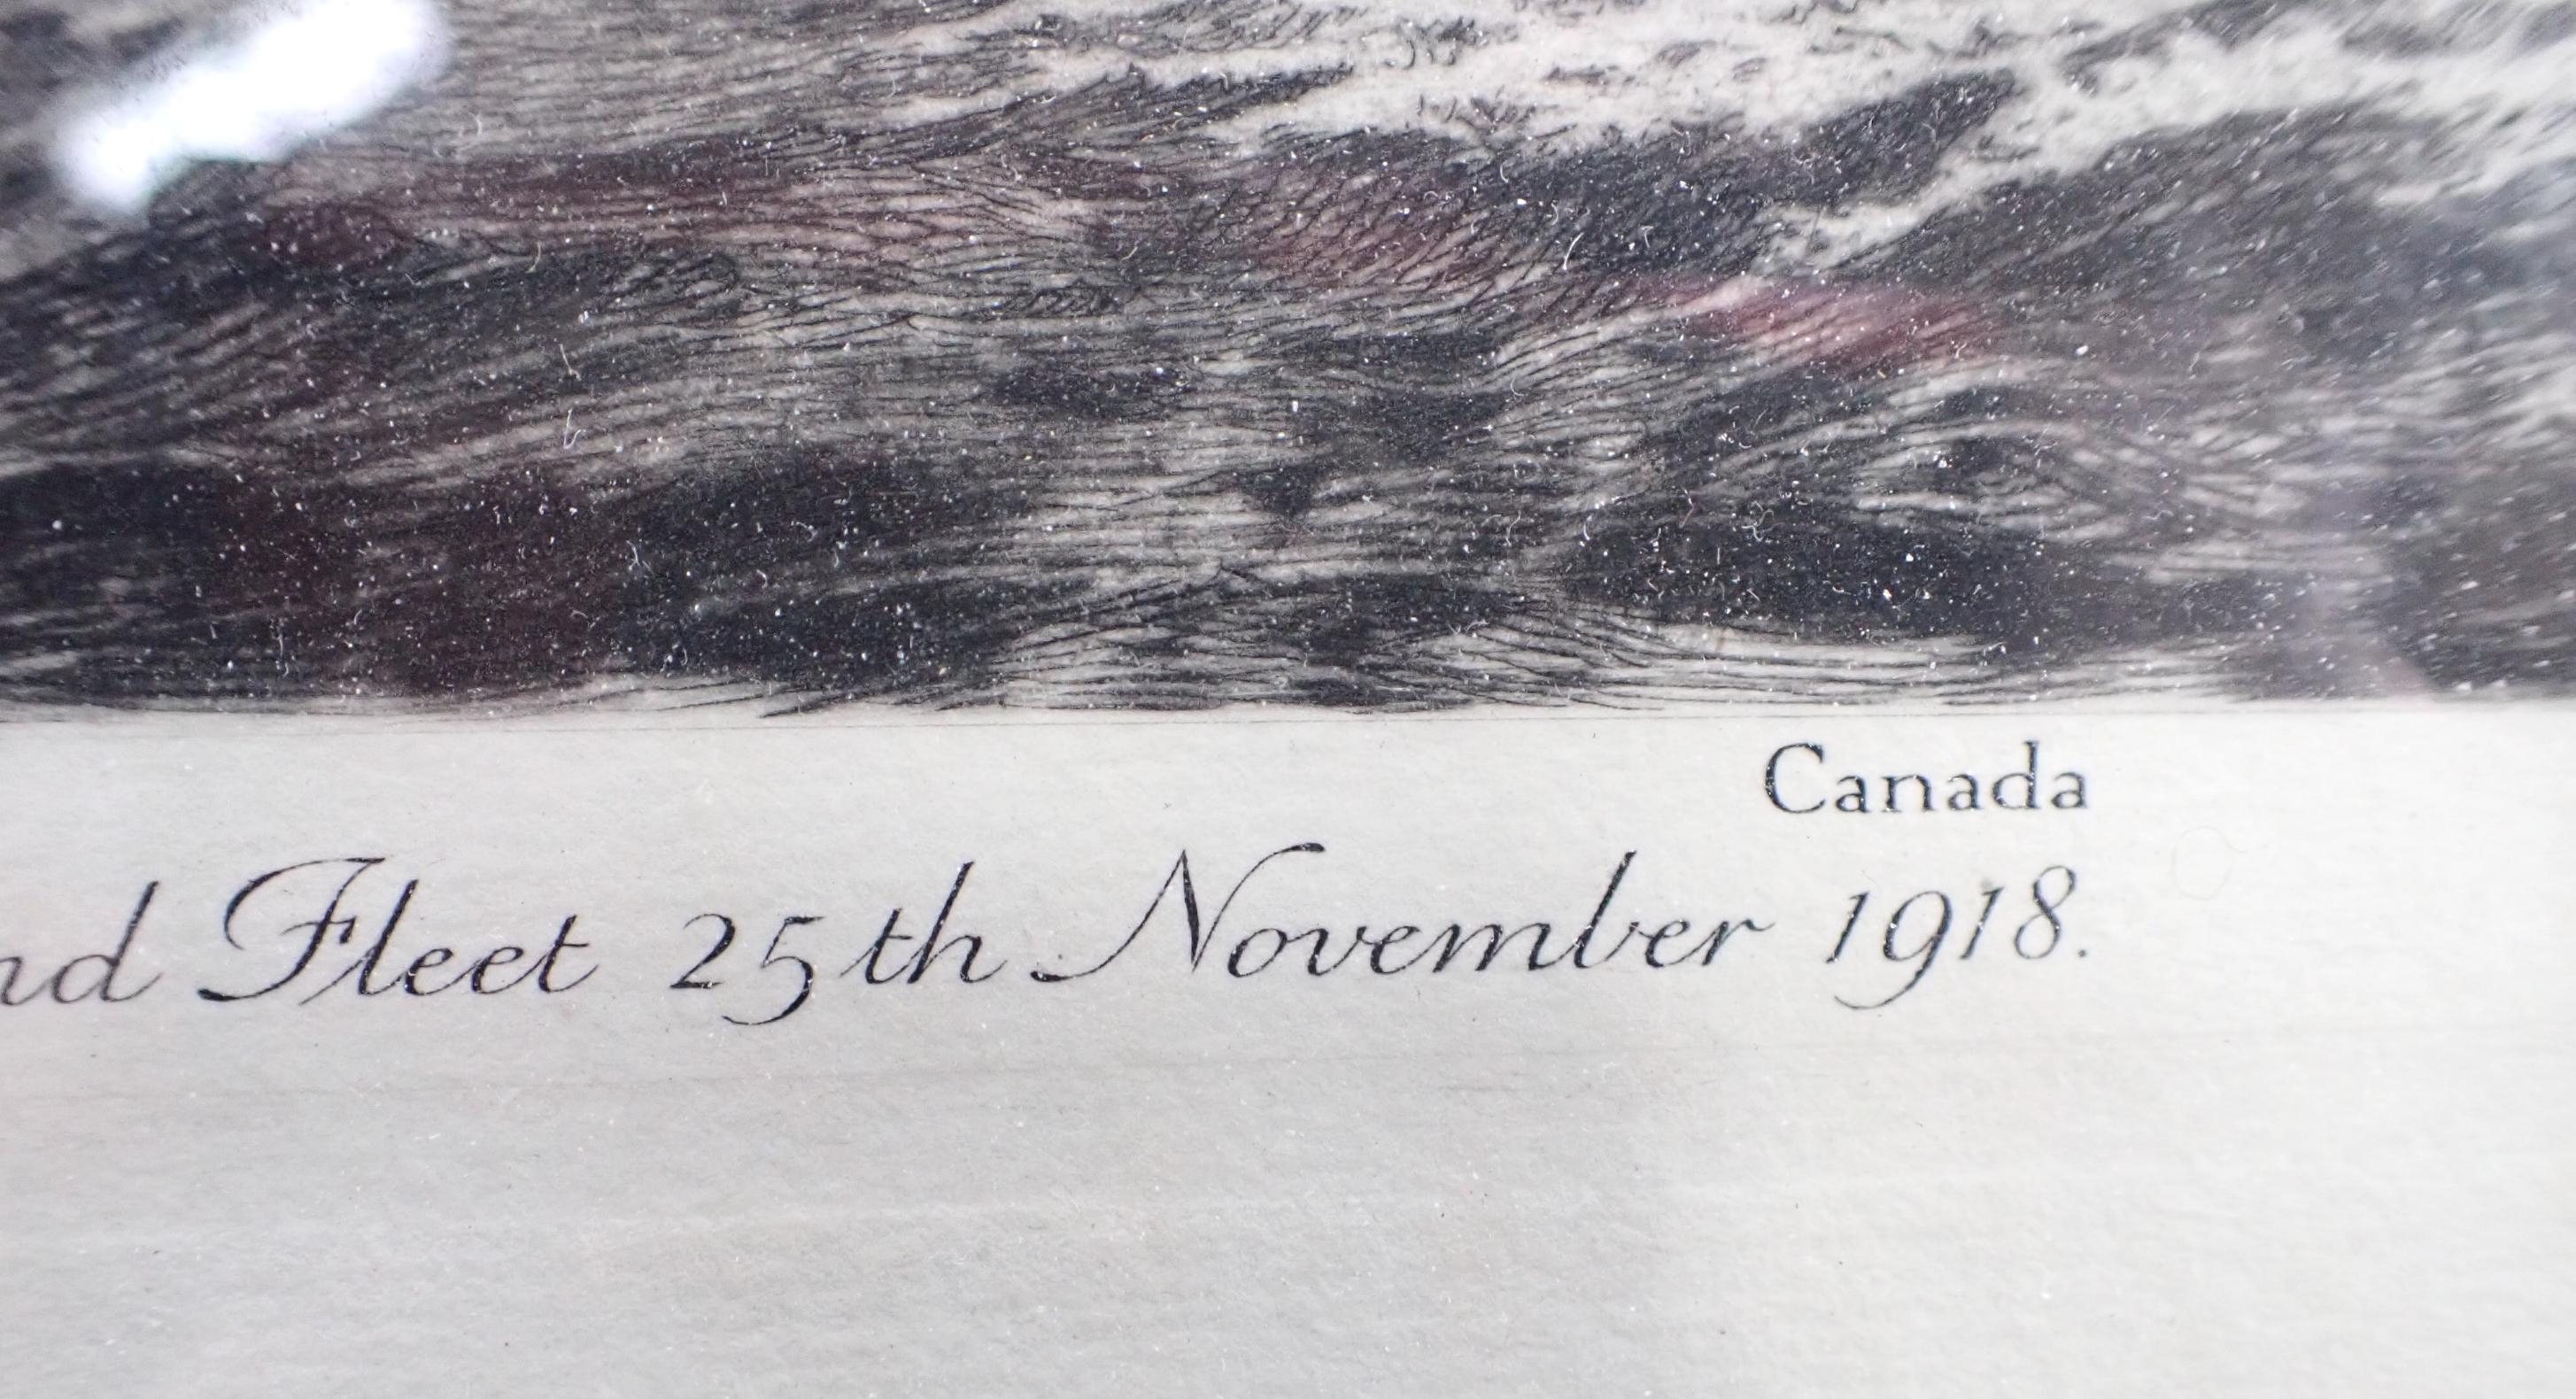 Canada
nd Fleet 25th November 1918.